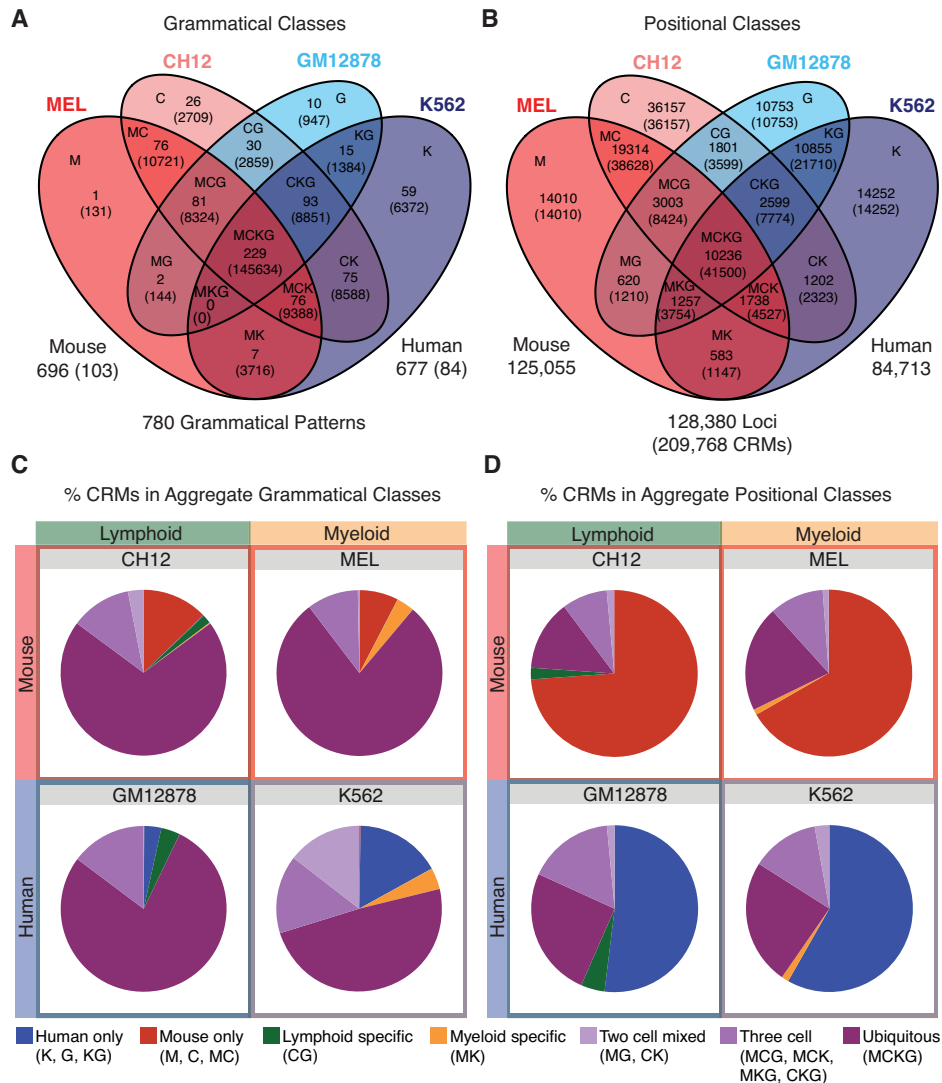 A
Grammatical Classes
CH12
GM12878
MEL
K562
C
26
(2709)
10
(947)
G
MC
76
(10721)
CG
30
(2859)
KG
15
(1384)
M
K
1
(131)
MCG
81
(8324)
CKG
93
(8851)
59
(6372)
MCKG
229
(145634)
MG
2
(144)
CK
75
(8588)
MKG
0
(0)
MCK
76
(9388)
MK
7
(3716)
Mouse
696 (103)
Human
677 (84)
780 Grammatical Patterns
B
Positional Classes
CH12
GM12878
MEL
K562
C
36157
(36157)
10753
(10753)
G
MC
19314
(38628)
CG
1801
(3599)
KG
10855
(21710)
M
K
14010
(14010)
MCG
3003
(8424)
CKG
2599
(7774)
14252
(14252)
MCKG
10236
(41500)
MG
620
(1210)
CK
1202
(2323)
MKG
1257
(3754)
MCK
1738
(4527)
MK
583
(1147)
Mouse
125,055
Human
84,713
128,380 Loci
(209,768 CRMs)
C
% CRMs in Aggregate Grammatical Classes
Lymphoid
Myeloid
Mouse
CH12
MEL
Human
GM12878
K562
D
% CRMs in Aggregate Positional Classes
Lymphoid
Myeloid
Mouse
CH12
MEL
Human
GM12878
K562
Human only
(K, G, KG)
Mouse only
(M, C, MC)
Lymphoid specific
(CG)
Myeloid specific
(MK)
Two cell mixed
(MG, CK)
Three cell
(MCG, MCK,
MKG, CKG)
Ubiquitous
(MCKG)